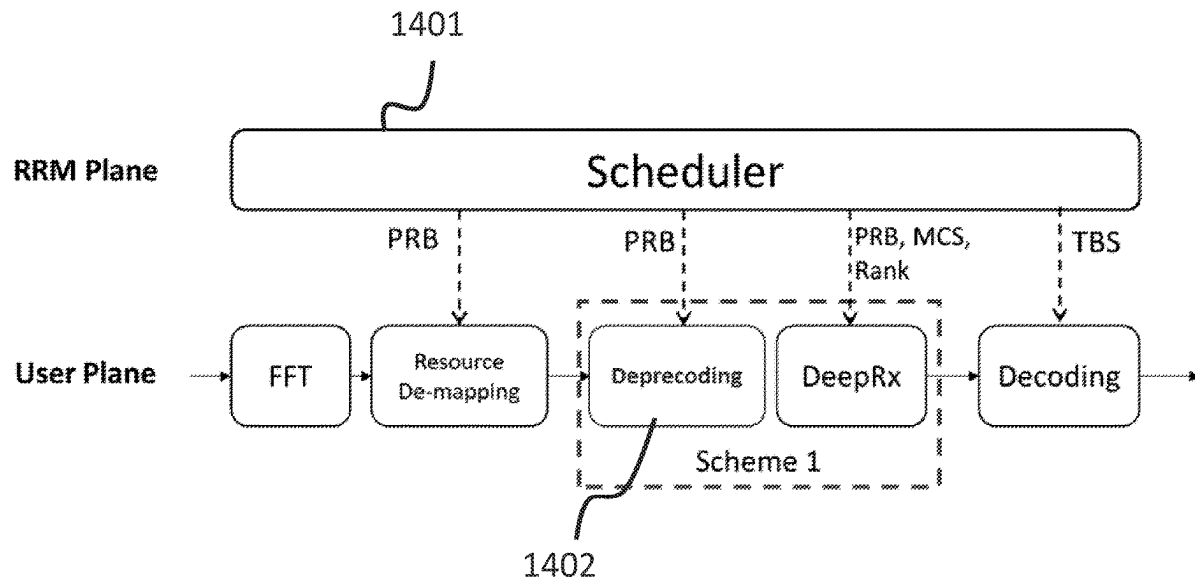 1401
RRM Plane
Scheduler
PRB
PRB
PRB, MCS,
Rank
TBS
User Plane
FFT
Resource
De-mapping
Deprecoding
DeepRx
Decoding
Scheme 1
1402